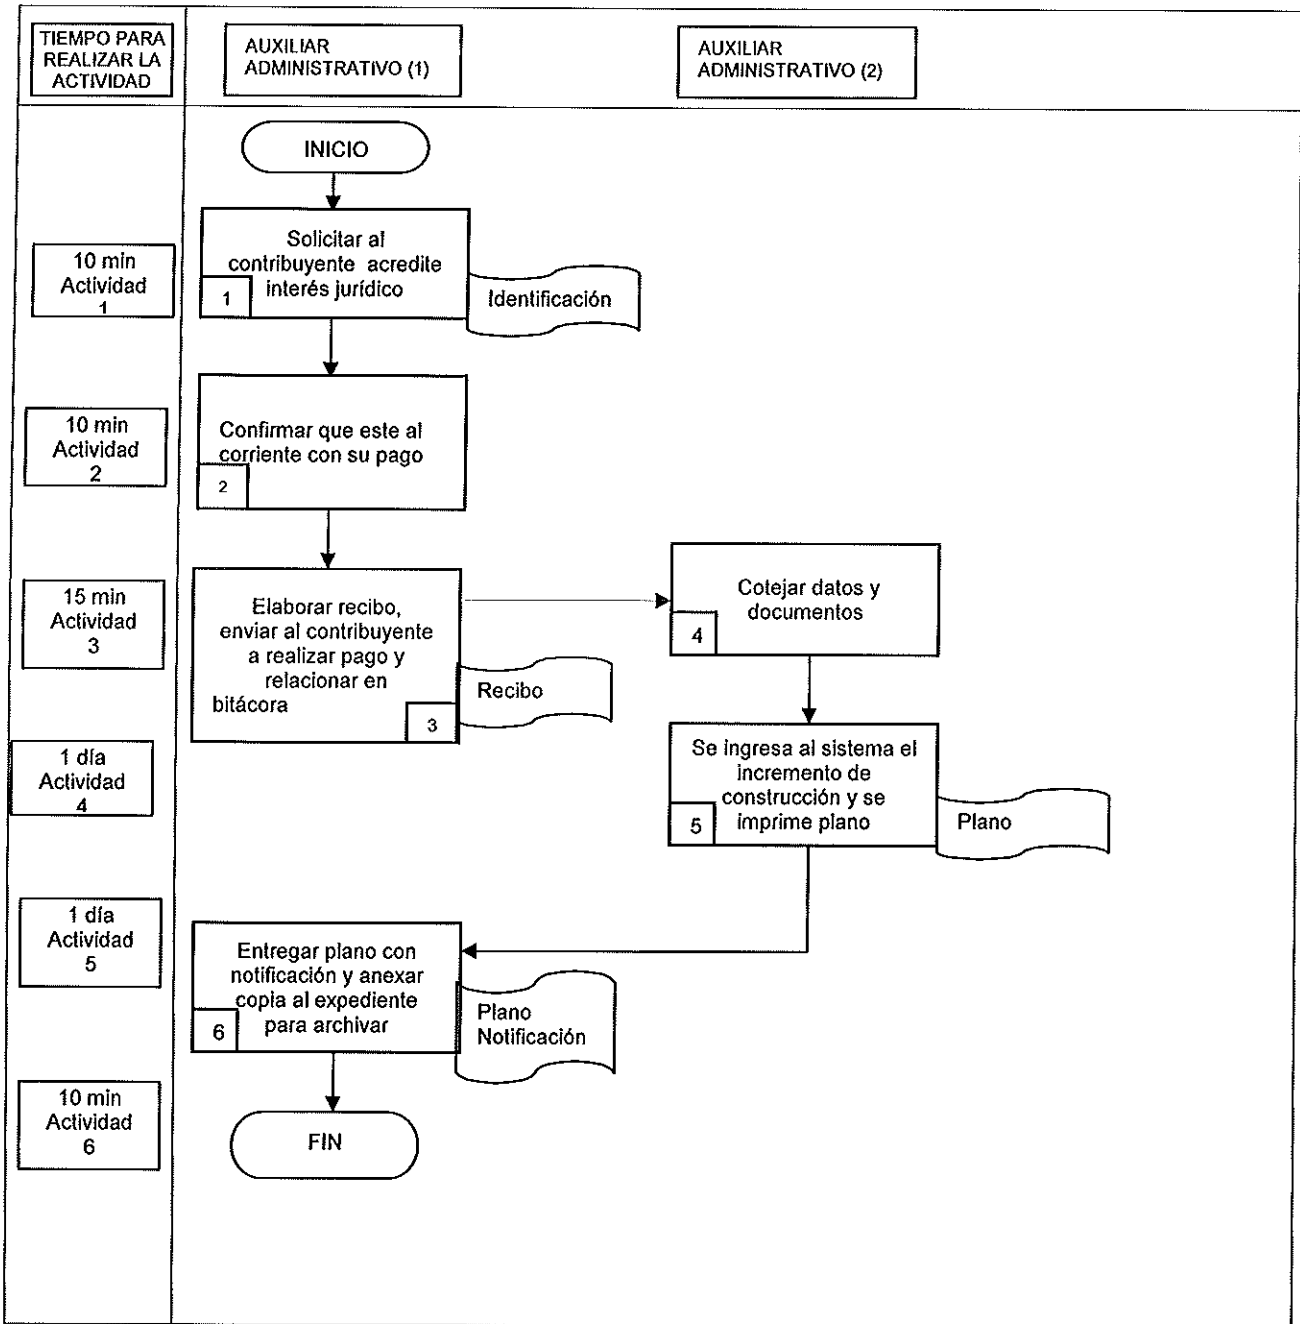 TIEMPO PARA
REALIZAR LA
ACTIVIDAD
AUXILIAR
ADMINISTRATIVO (1)
AUXILIAR
ADMINISTRATIVO (2)
INICIO
10 min
Actividad
1
Solicitar al
contribuyente acredite
interés jurídico
1
Identificación
10 min
Actividad
2
Confirmar que este al
corriente con su pago
2
15 min
Actividad
3
Elaborar recibo,
enviar al contribuyente
a realizar pago y
relacionar en
bitácora
3
Recibo
Cotejar datos y
documentos
4
1 día
Actividad
4
Se ingresa al sistema el
incremento de
construcción y se
imprime plano
5
Plano
1 día
Actividad
5
Entregar plano con
notificación y anexar
copia al expediente
para archivar
6
Plano
Notificación
10 min
Actividad
6
FIN